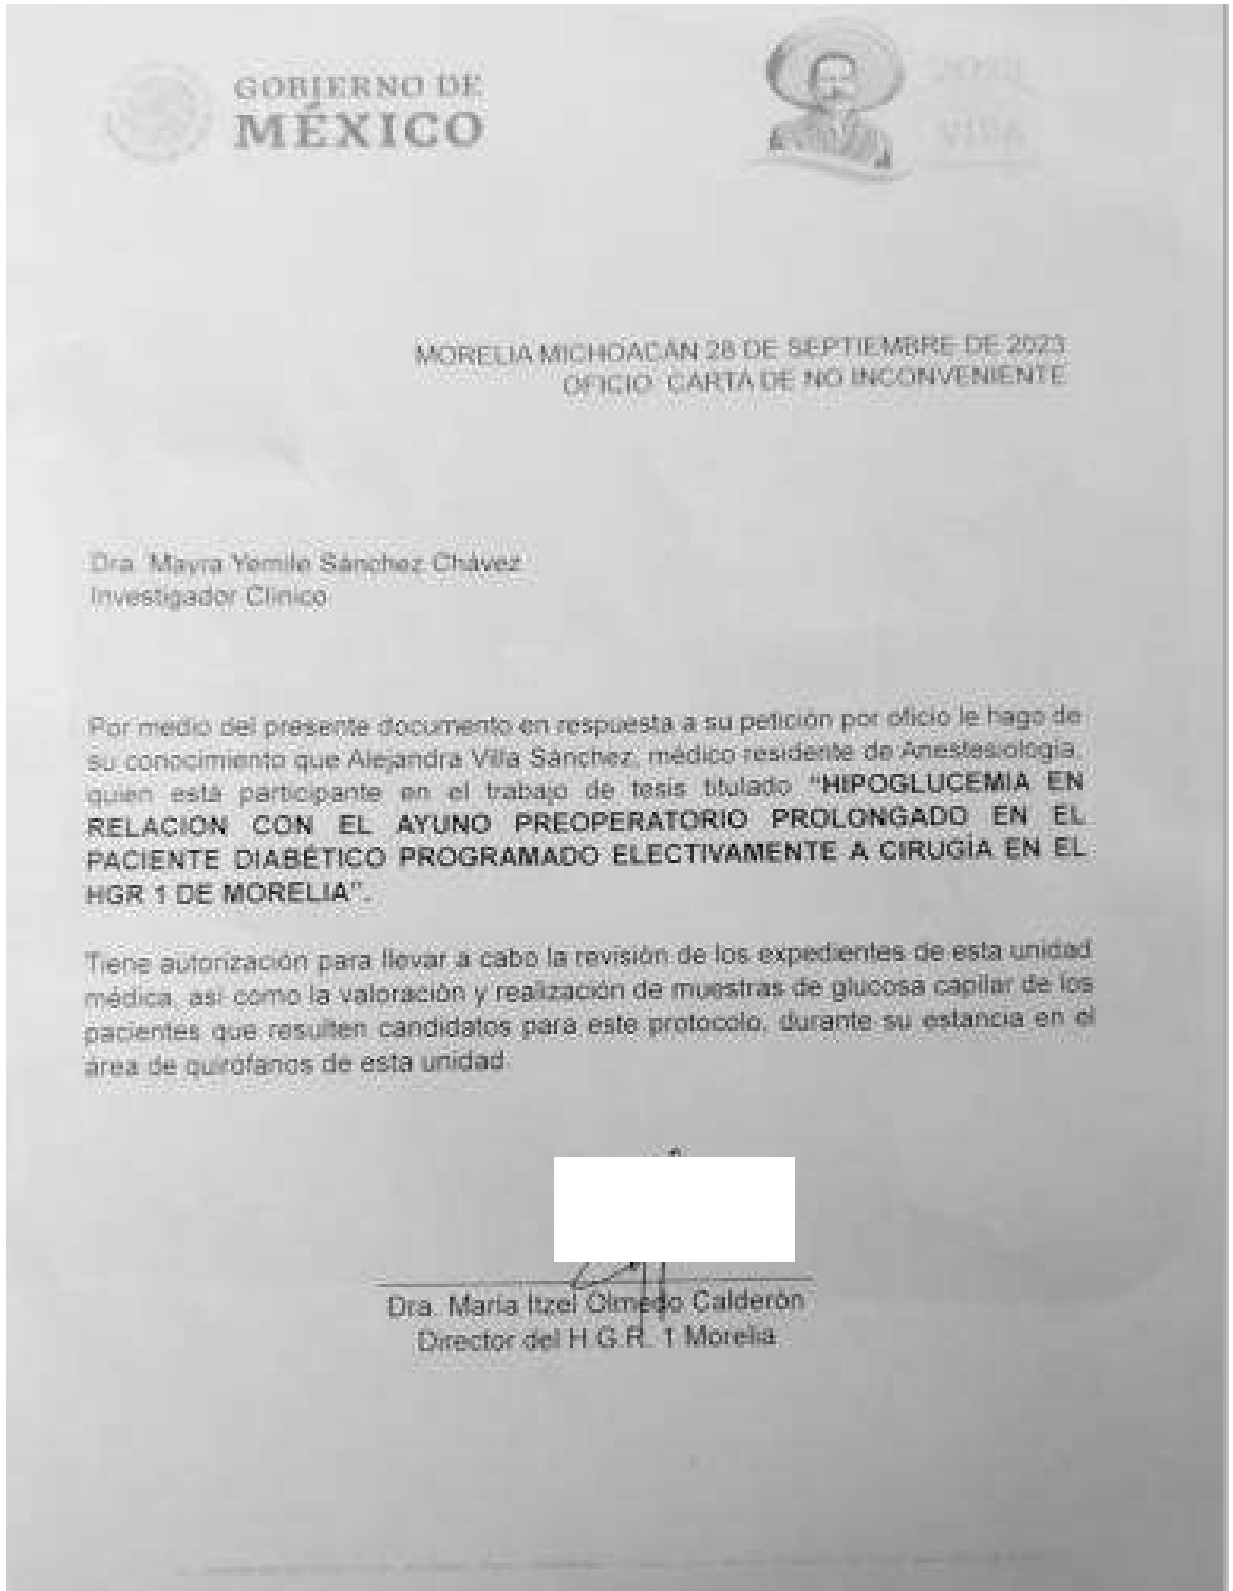 GOBIERNO DE
MÉXICO
2023
VILLA
MORELIA MICHOACÁN 28 DE SEPTIEMBRE DE 2023
OFICIO: CARTA DE NO INCONVENIENTE
Dra. Mayra Yemile Sánchez Chávez
Investigador Clínico
Por medio del presente documento en respuesta a su petición por oficio le hago de
su conocimiento que Alejandra Villa Sánchez, médico residente de Anestesiología,
quien está participante en el trabajo de tesis titulado "HIPOGLUCEMIA EN
RELACION CON EL AYUNO PREOPERATORIO PROLONGADO EN EL
PACIENTE DIABÉTICO PROGRAMADO ELECTIVAMENTE A CIRUGÍA EN EL
HGR 1 DE MORELIA".
Tiene autorización para llevar a cabo la revisión de los expedientes de esta unidad
médica, así como la valoración y realización de muestras de glucosa capilar de los
pacientes que resulten candidatos para este protocolo, durante su estancia en el
área de quirófanos de esta unidad.
Dra. María Itzel Olmedo Calderón
Director del H.G.R. 1 Morelia